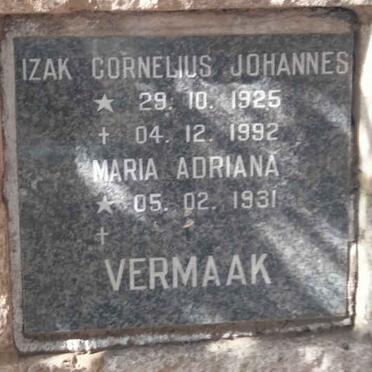 IZAK CORNELIUS JOHANNES
★ 29. 10. 1925
† 04. 12. 1992
MARIA ADRIANA
★ 05. 02. 1931
†
VERMAAK